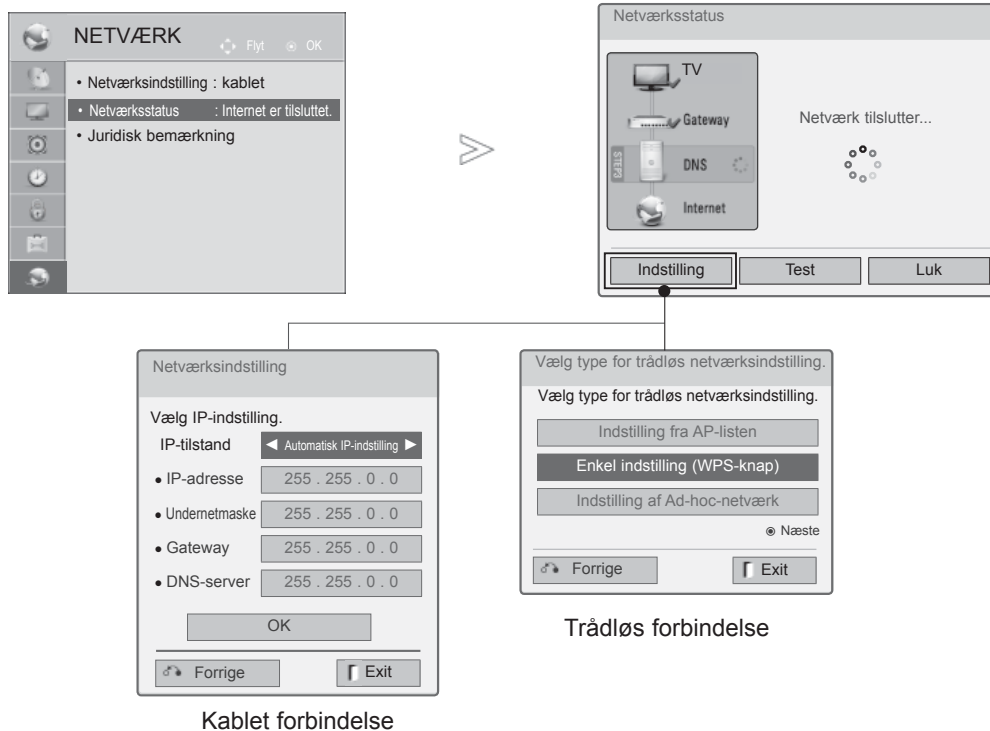 NETVÆRK
Flyt
OK
• Netværksindstilling : kablet
• Netværksstatus : Internet er tilsluttet.
• Juridisk bemærkning
Netværksstatus
TV
Gateway
STEP3
DNS
Internet
Netværk tilslutter...
Indstilling
Test
Luk
Netværksindstilling
Vælg IP-indstilling.
IP-tilstand ◀ Automatisk IP-indstilling ▶
• IP-adresse 255 . 255 . 0 . 0
• Undernetmaske 255 . 255 . 0 . 0
• Gateway 255 . 255 . 0 . 0
• DNS-server 255 . 255 . 0 . 0
OK
Forrige
Exit
Kablet forbindelse
Vælg type for trådløs netværksindstilling.
Vælg type for trådløs netværksindstilling.
Indstilling fra AP-listen
Enkel indstilling (WPS-knap)
Indstilling af Ad-hoc-netværk
Næste
Forrige
Exit
Trådløs forbindelse